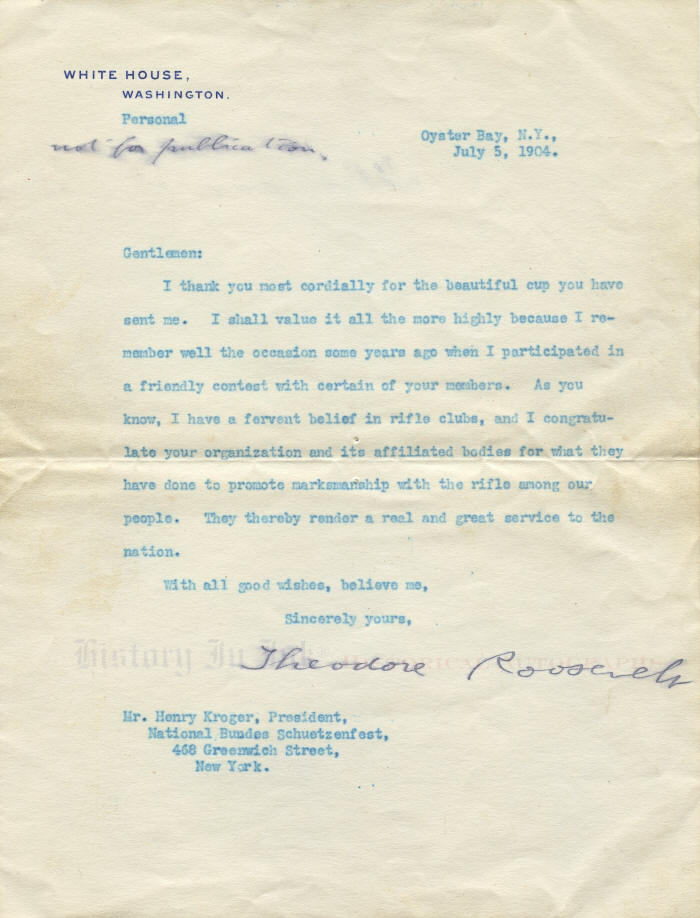 WHITE HOUSE,
WASHINGTON.
Personal
not for publication.
Oyster Bay, N.Y.,
July 5, 1904.
Gentlemen:
I thank you most cordially for the beautiful cup you have
sent me. I shall value it all the more highly because I re-
member well the occasion some years ago when I participated in
a friendly contest with certain of your members. As you
know, I have a fervent belief in rifle clubs, and I congratu-
late your organization and its affiliated bodies for what they
have done to promote marksmanship with the rifle among our
people. They thereby render a real and great service to the
nation.
With all good wishes, believe me,
Sincerely yours,
History In Ink® HISTORICAL AUTOGRAPHS
Theodore Roosevelt
Mr. Henry Kroger, President,
National Bundes Schuetzenfest,
468 Greenwich Street,
New York.